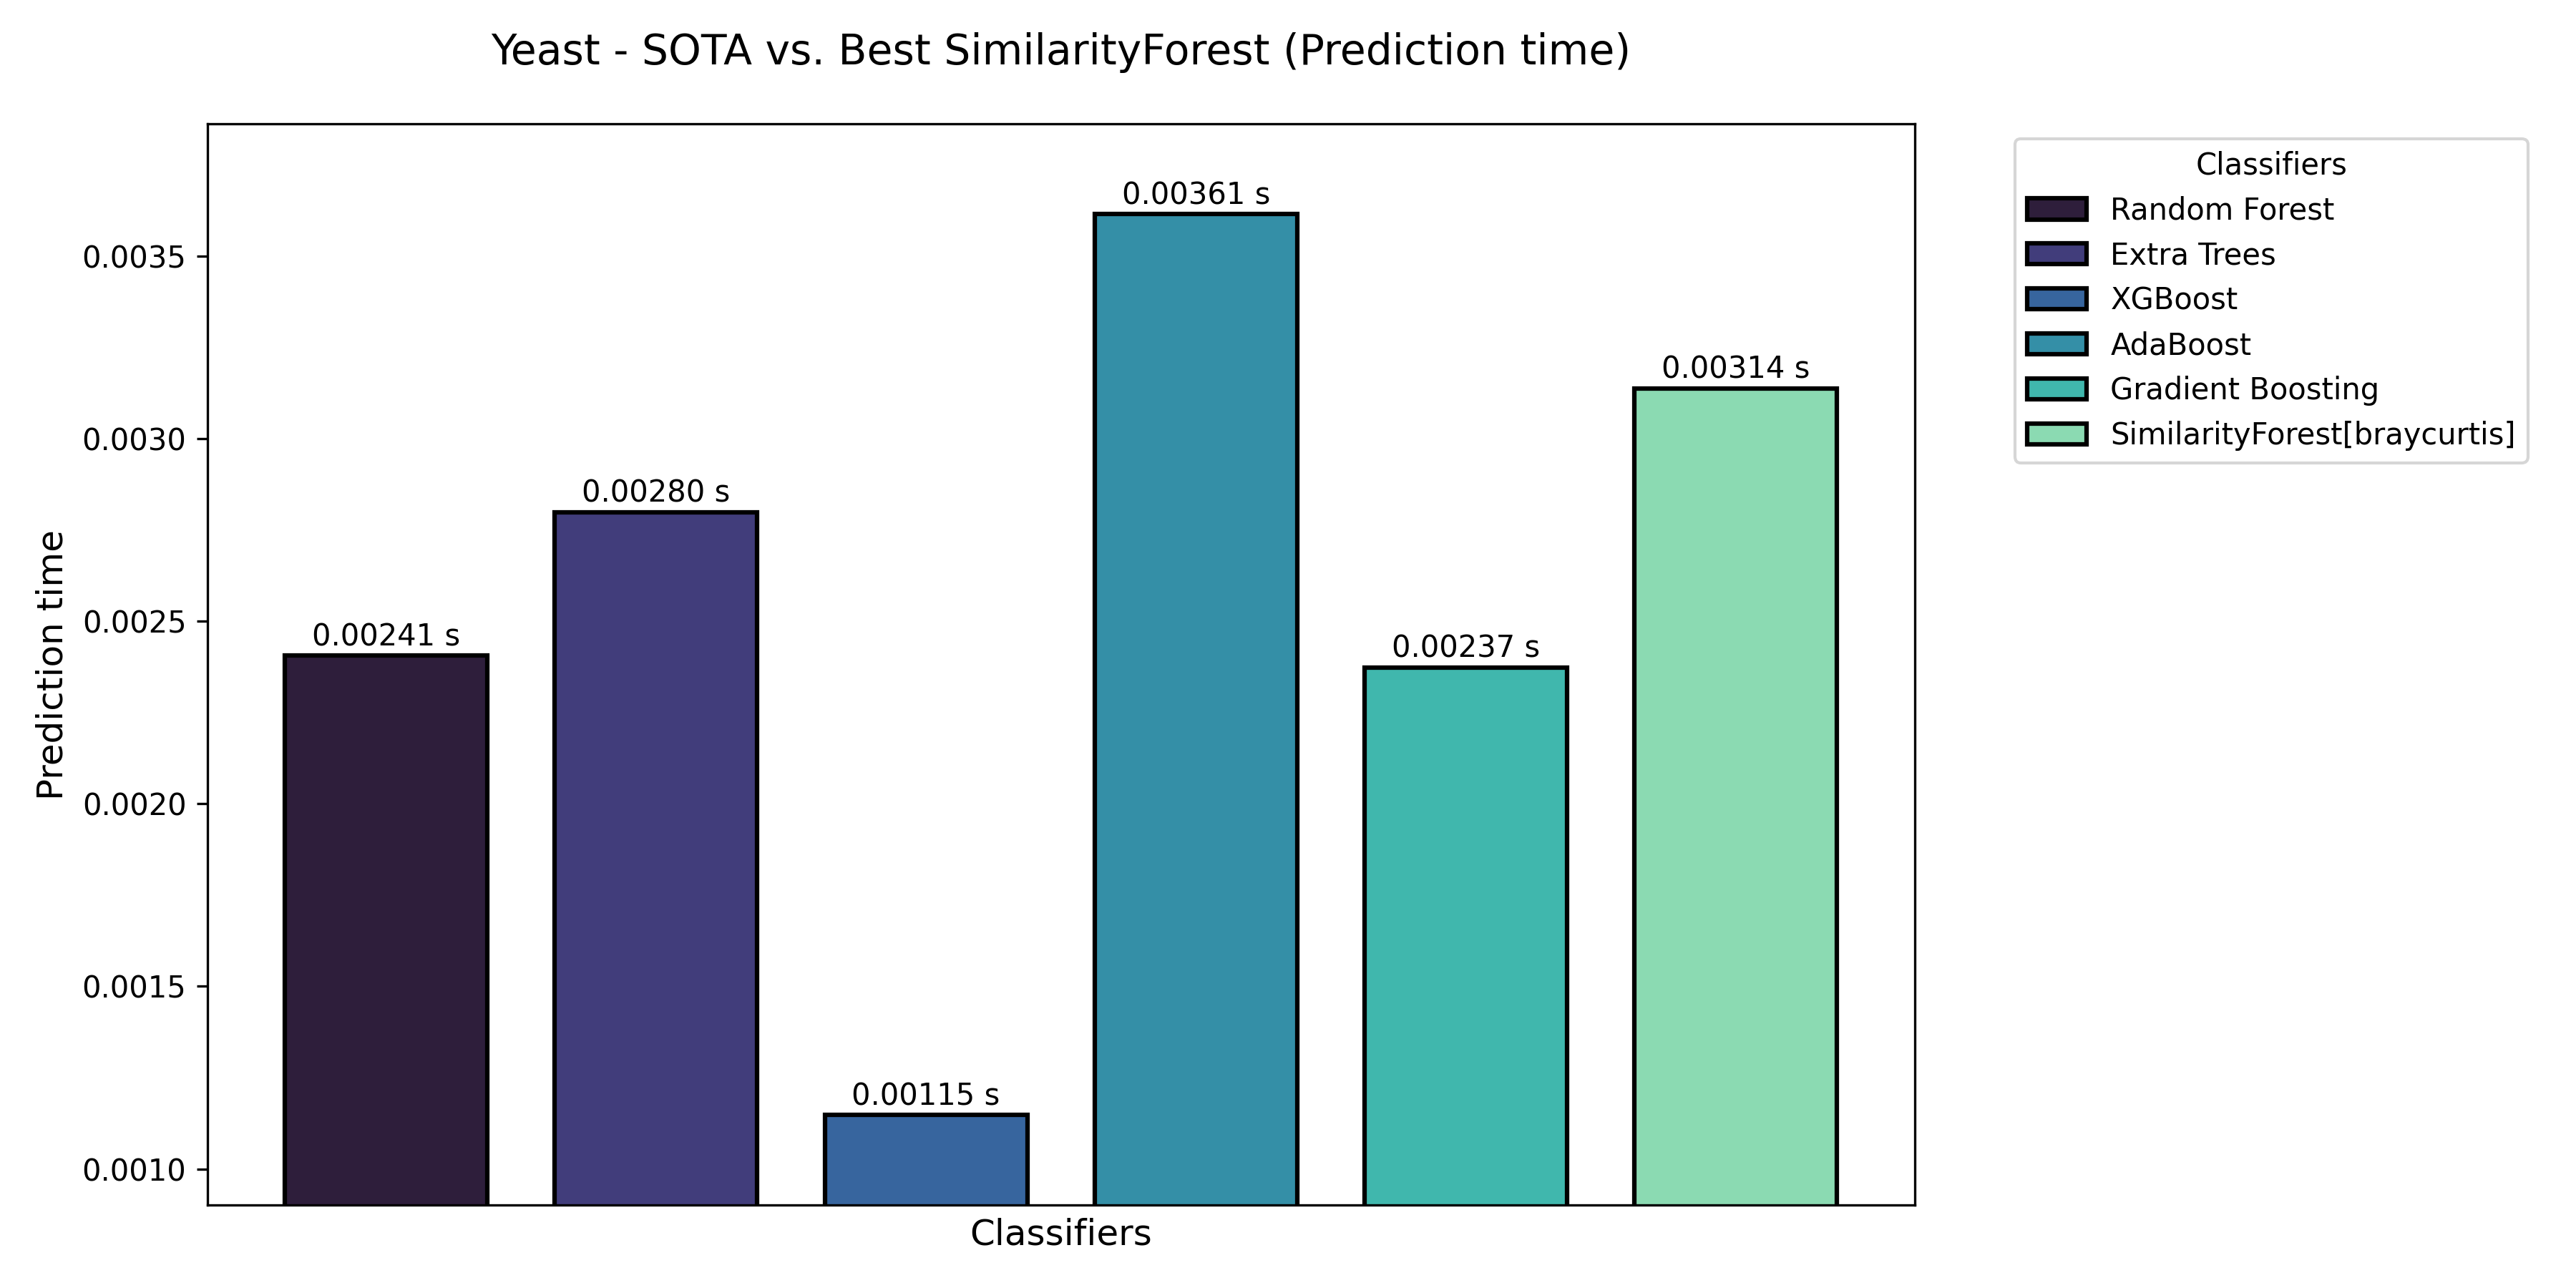 Yeast - SOTA vs. Best SimilarityForest (Prediction time)
Prediction time
0.0035
0.0030
0.0025
0.0020
0.0015
0.0010
0.00241 s
0.00280 s
0.00115 s
0.00361 s
0.00237 s
0.00314 s
Classifiers
Classifiers
Random Forest
Extra Trees
XGBoost
AdaBoost
Gradient Boosting
SimilarityForest[braycurtis]